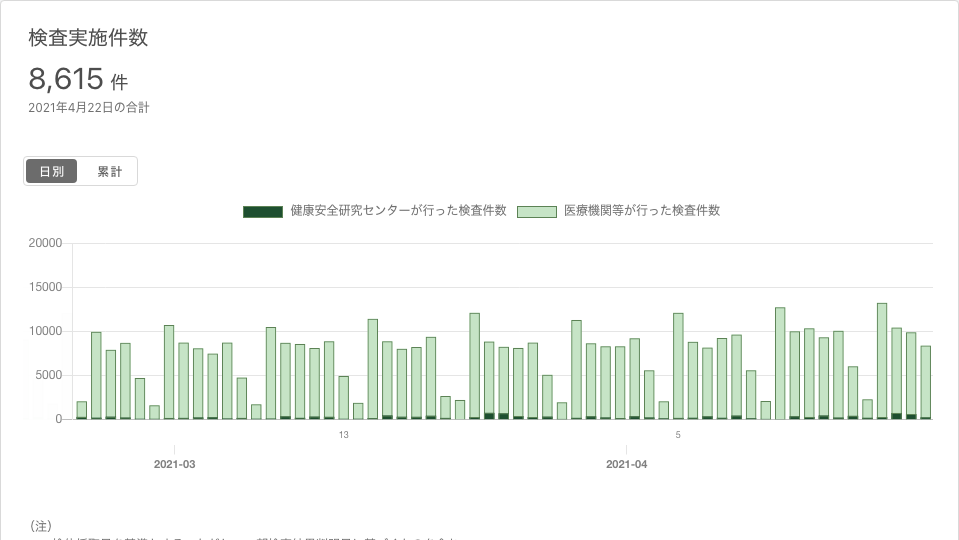 検査実施件数
8,615 件
2021年4月22日の合計
日別 累計
健康安全研究センターが行った検査件数 医療機関等が行った検査件数
20000
15000
10000
5000
0
13 5
2021-03 2021-04
（注）